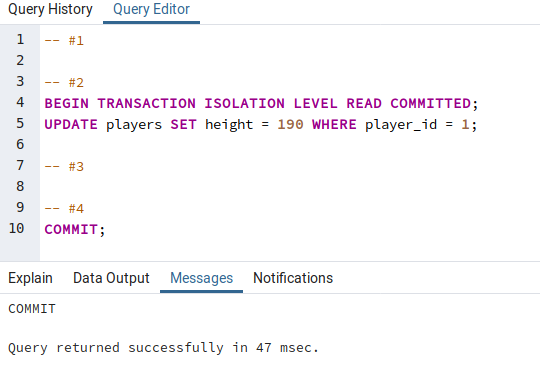 Query History Query Editor
1 -- #1
2
3 -- #2
4 BEGIN TRANSACTION ISOLATION LEVEL READ COMMITTED;
5 UPDATE players SET height = 190 WHERE player_id = 1;
6
7 -- #3
8
9 -- #4
10 COMMIT;
Explain Data Output Messages Notifications
COMMIT
Query returned successfully in 47 msec.